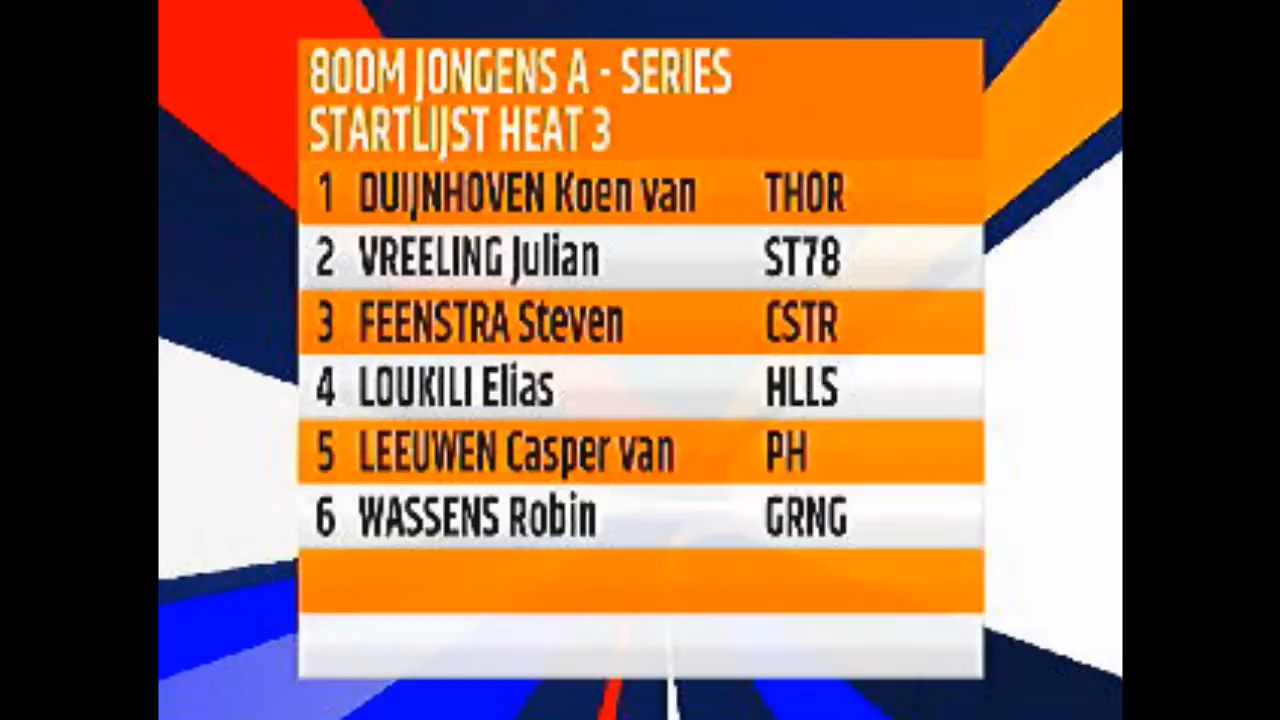 800M JONGENS A - SERIES
STARTLIJST HEAT 3
1 DUIJNHOVEN Koen van THOR
2 VREELING Julian ST78
3 FEENSTRA Steven CSTR
4 LOUKILI Elias HLLS
5 LEEUWEN Casper van PH
6 WASSENS Robin GRNG